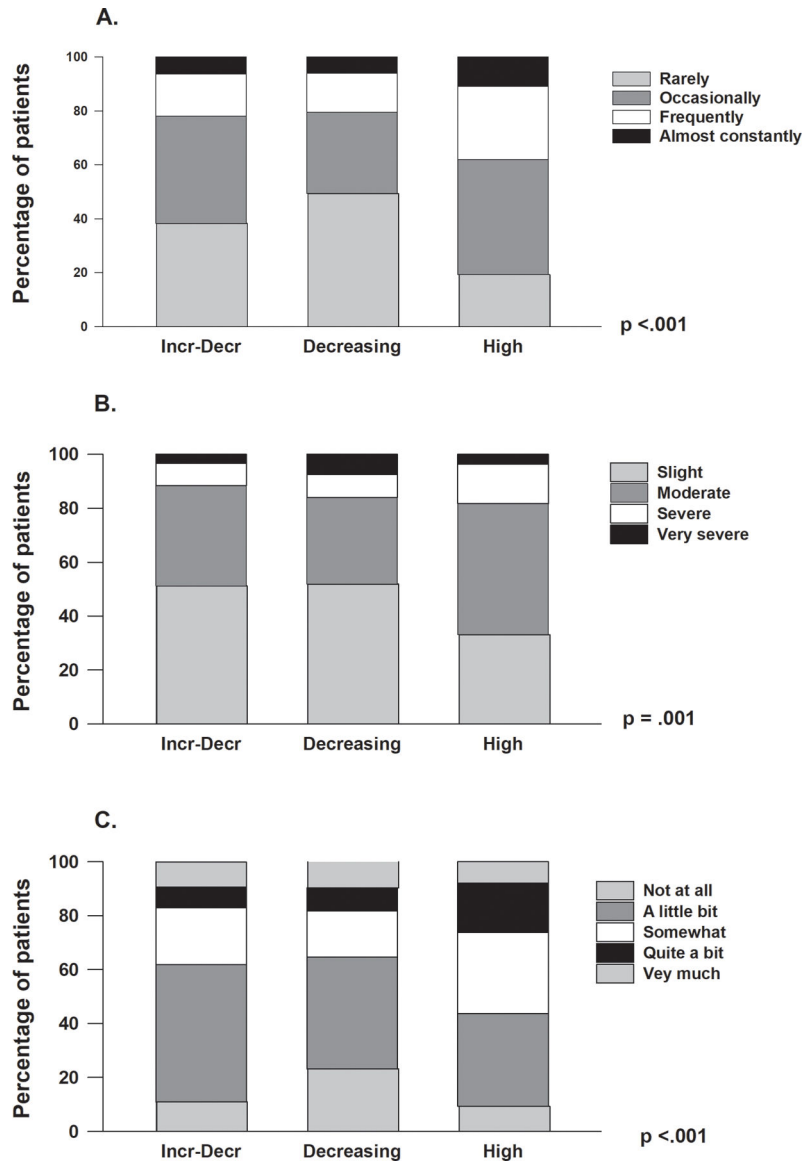 A.
Percentage of patients
100
80
60
40
20
0
Incr-Decr Decreasing High
Rarely
Occasionally
Frequently
Almost constantly
p <.001
B.
Percentage of patients
100
80
60
40
20
0
Incr-Decr Decreasing High
Slight
Moderate
Severe
Very severe
p = .001
C.
Percentage of patients
100
80
60
40
20
0
Incr-Decr Decreasing High
Not at all
A little bit
Somewhat
Quite a bit
Vey much
p <.001